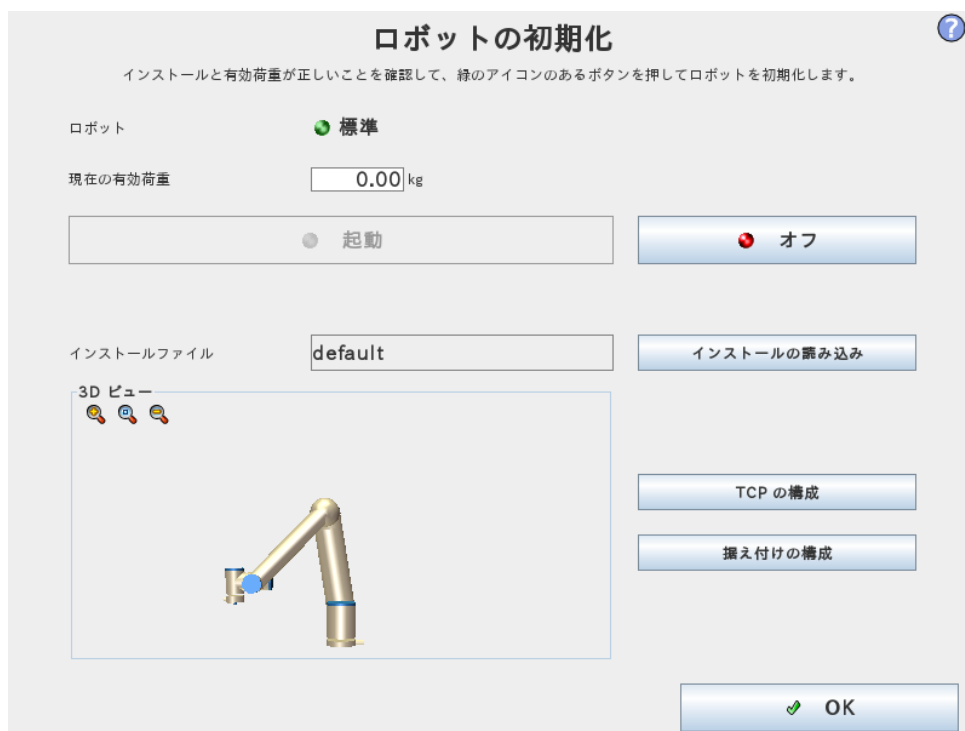 ロボットの初期化
?
インストールと有効荷重が正しいことを確認して、緑のアイコンのあるボタンを押してロボットを初期化します。
ロボット 標準
現在の有効荷重 0.00 kg
起動 オフ
インストールファイル default インストールの読み込み
3D ビュー
TCP の構成
据え付けの構成
OK